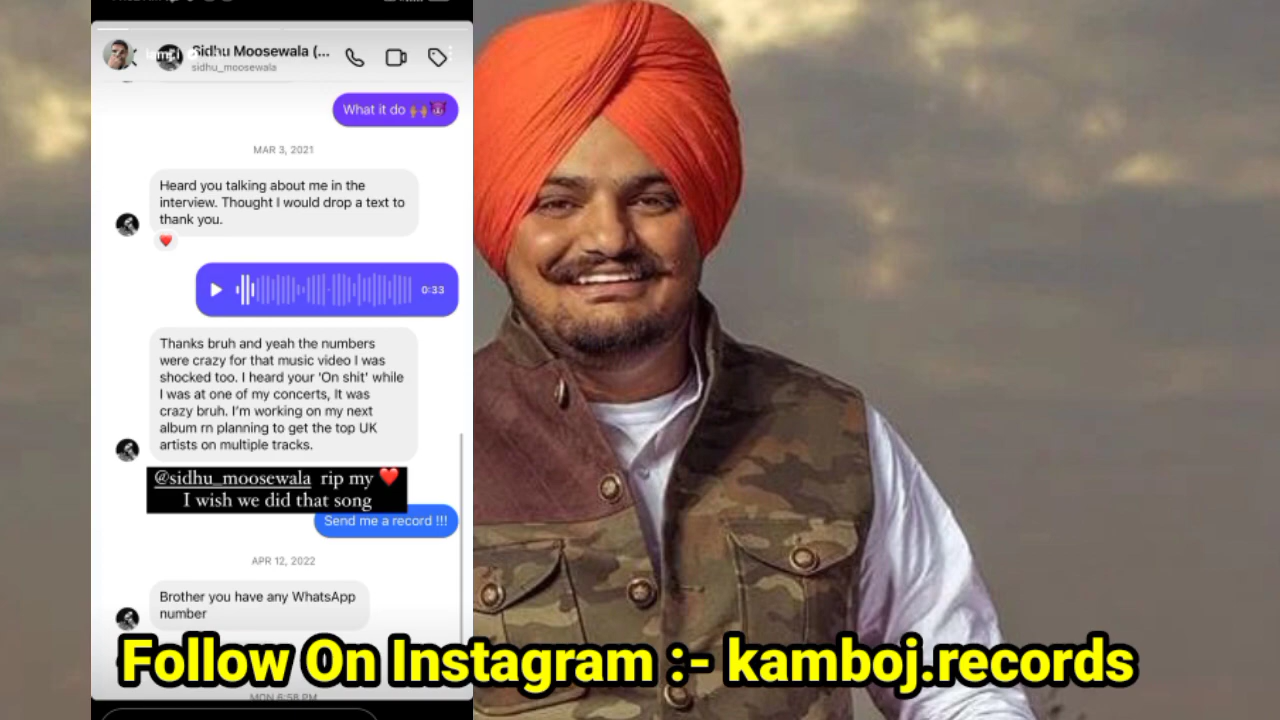 Sidhu Moosewala (...
sidhu_moosewala
What it do 🙌🏽😈
MAR 3, 2021
Heard you talking about me in the
interview. Thought I would drop a text to
thank you.
❤️
0:33
Thanks bruh and yeah the numbers
were crazy for that music video I was
shocked too. I heard your 'On shit' while
I was at one of my concerts, It was
crazy bruh. I'm working on my next
album rn planning to get the top UK
artists on multiple tracks.
@sidhu_moosewala rip my ❤️
I wish we did that song
Send me a record !!!
APR 12, 2022
Brother you have any WhatsApp
number
Follow On Instagram :- kamboj.records
MON 6:58 PM